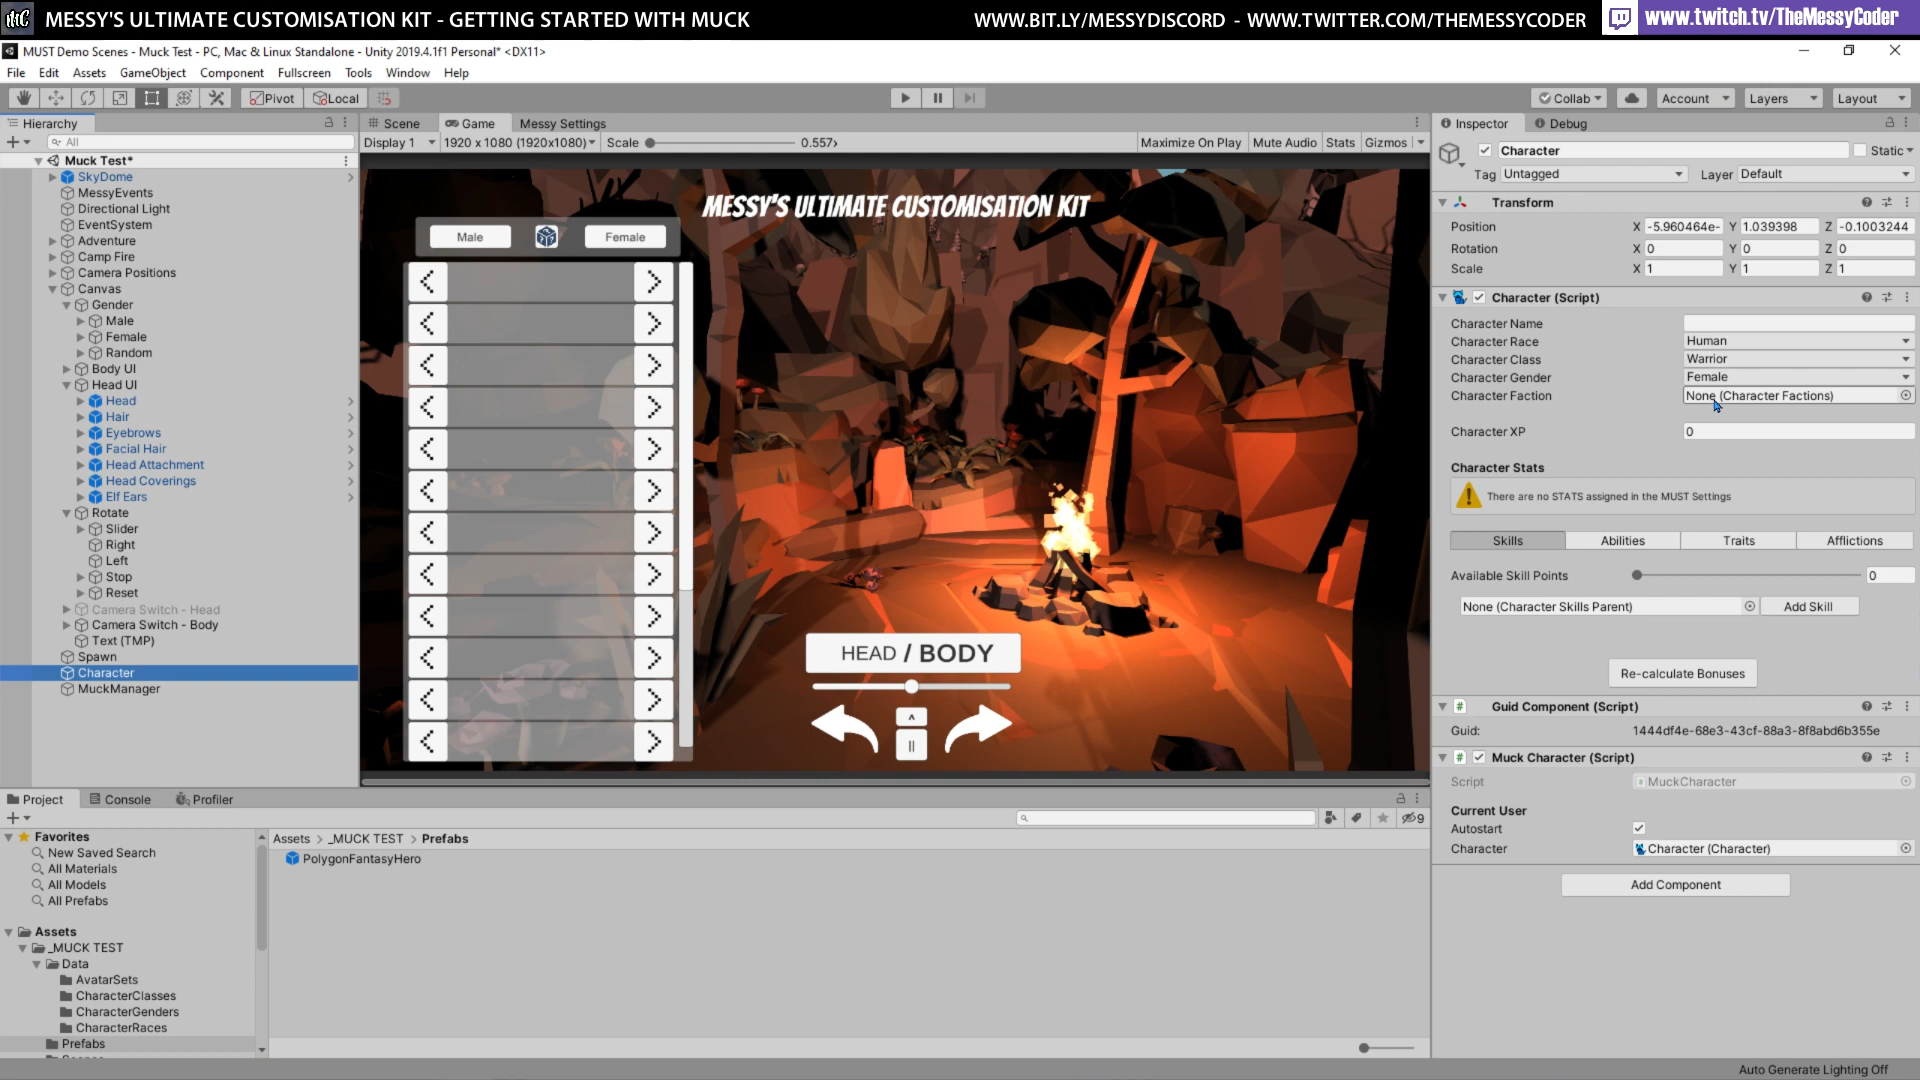 MESSY'S ULTIMATE CUSTOMISATION KIT - GETTING STARTED WITH MUCK
WWW.BIT.LY/MESSYDISCORD - WWW.TWITTER.COM/THEMESSYCODER
www.twitch.tv/TheMessyCoder
MUST Demo Scenes - Muck Test - PC, Mac & Linux Standalone - Unity 2019.4.1f1 Personal* <DX11>
File Edit Assets GameObject Component Fullscreen Tools Window Help
Pivot Local Collab Account Layers Layout
Hierarchy
All
Muck Test*
SkyDome
MessyEvents
Directional Light
EventSystem
Adventure
Camp Fire
Camera Positions
Canvas
Gender
Male
Female
Random
Body UI
Head UI
Head
Hair
Eyebrows
Facial Hair
Head Attachment
Head Coverings
Elf Ears
Rotate
Slider
Right
Left
Stop
Reset
Camera Switch - Head
Camera Switch - Body
Text (TMP)
Spawn
Character
MuckManager
Scene Game Messy Settings
Display 1 1920 x 1080 (1920x1080) Scale 0.557x Maximize On Play Mute Audio Stats Gizmos
MESSY'S ULTIMATE CUSTOMISATION KIT
Male Female
HEAD / BODY
Inspector Debug
Character Static
Tag Untagged Layer Default
Transform
Position X -5.960464e- Y 1.039398 Z -0.1003244
Rotation X 0 Y 0 Z 0
Scale X 1 Y 1 Z 1
Character (Script)
Character Name
Character Race Human
Character Class Warrior
Character Gender Female
Character Faction None (Character Factions)
Character XP 0
Character Stats
There are no STATS assigned in the MUST Settings
Skills Abilities Traits Afflictions
Available Skill Points 0
None (Character Skills Parent) Add Skill
Re-calculate Bonuses
Guid Component (Script)
Guid: 1444df4e-68e3-43cf-88a3-8f8abd6b355e
Muck Character (Script)
Script MuckCharacter
Current User
Autostart
Character Character (Character)
Add Component
Project Console Profiler
9
Favorites
New Saved Search
All Materials
All Models
All Prefabs
Assets
_MUCK TEST
Data
AvatarSets
CharacterClasses
CharacterGenders
CharacterRaces
Prefabs
Assets > _MUCK TEST > Prefabs
PolygonFantasyHero
Auto Generate Lighting Off